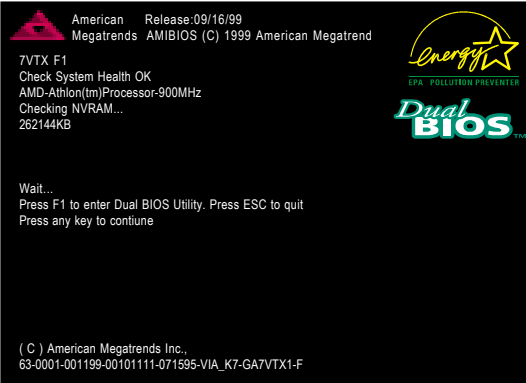 American Release:09/16/99
Megatrends AMIBIOS (C) 1999 American Megatrend
energy
EPA POLLUTION PREVENTER
Dual
BIOS TM
7VTX F1
Check System Health OK
AMD-Athlon(tm)Processor-900MHz
Checking NVRAM...
262144KB
Wait...
Press F1 to enter Dual BIOS Utility. Press ESC to quit
Press any key to contiune
( C ) American Megatrends Inc.,
63-0001-001199-00101111-071595-VIA_K7-GA7VTX1-F